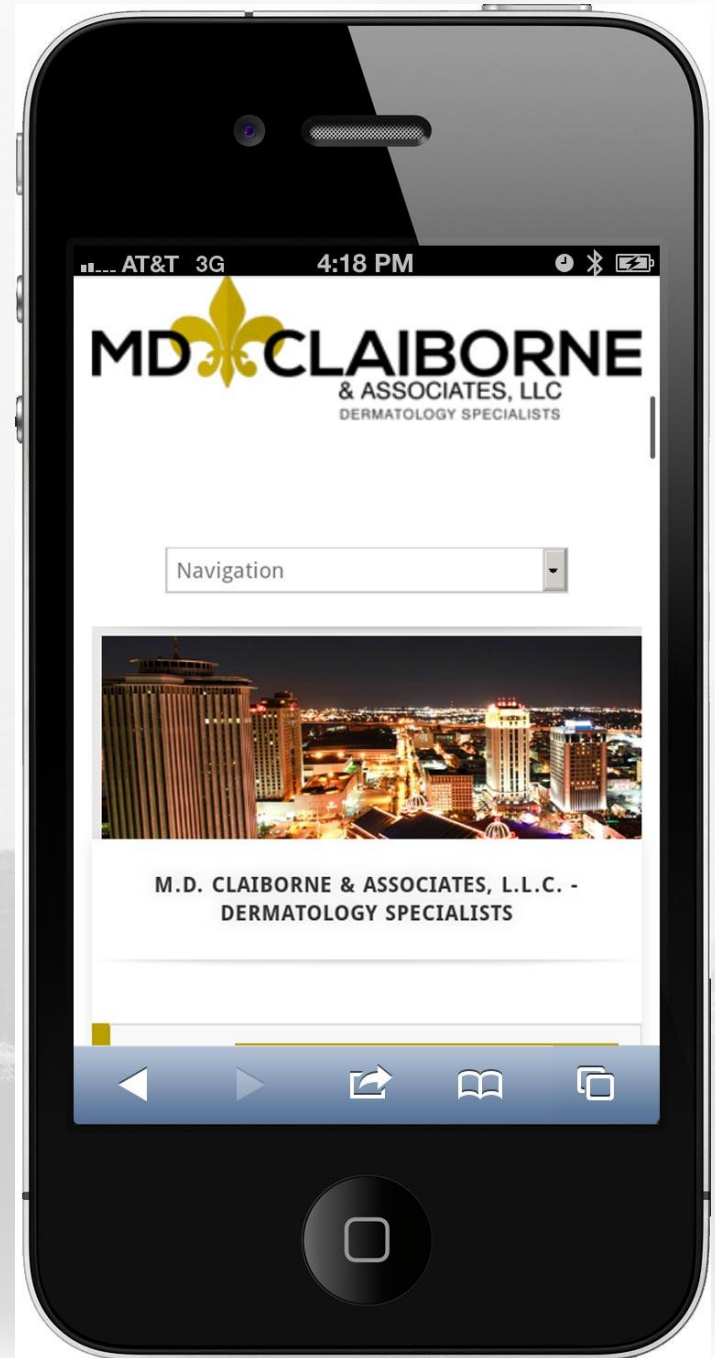 AT&T 3G 4:18 PM
MD CLAIBORNE
& ASSOCIATES, LLC
DERMATOLOGY SPECIALISTS
Navigation
M.D. CLAIBORNE & ASSOCIATES, L.L.C. -
DERMATOLOGY SPECIALISTS